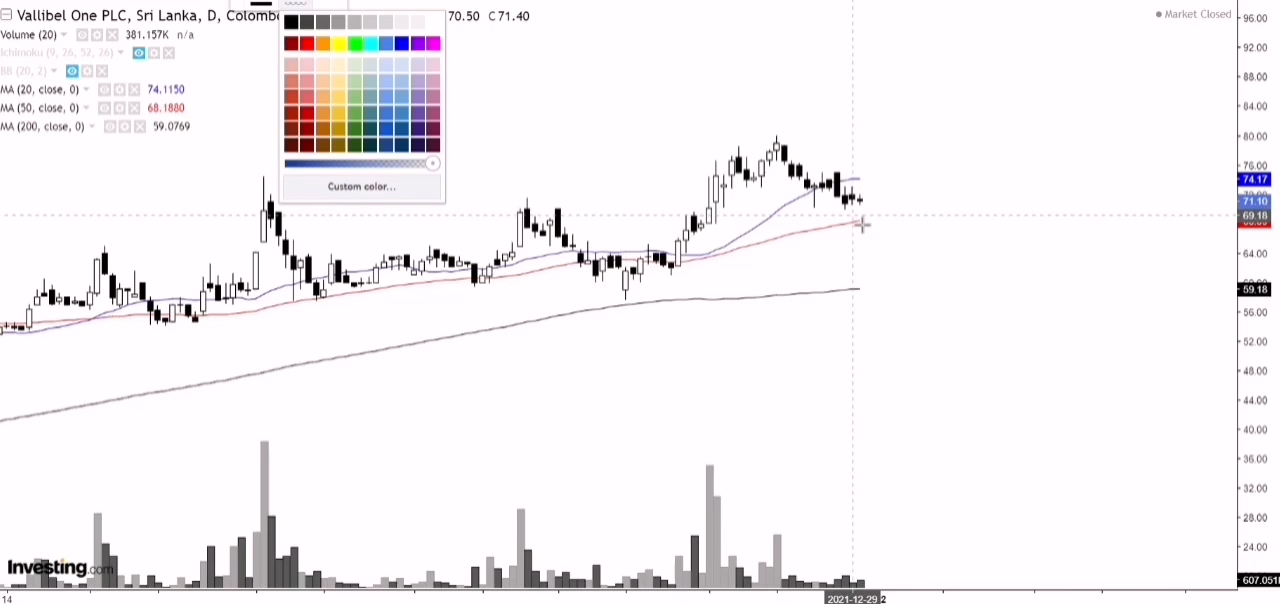 Vallibel One PLC, Sri Lanka, D, Colombo
70.50 C 71.40
Market Closed
Volume (20) 381.157K n/a
Ichimoku (9, 26, 52, 26)
BB (20, 2)
MA (20, close, 0) 74.1150
MA (50, close, 0) 68.1880
MA (200, close, 0) 59.0769
Custom color...
96.00
92.00
88.00
84.00
80.00
76.00
74.17
71.10
69.18
64.00
59.18
56.00
52.00
48.00
44.00
40.00
36.00
32.00
28.00
24.00
607.051
Investing.com
14
2021-12-29
2